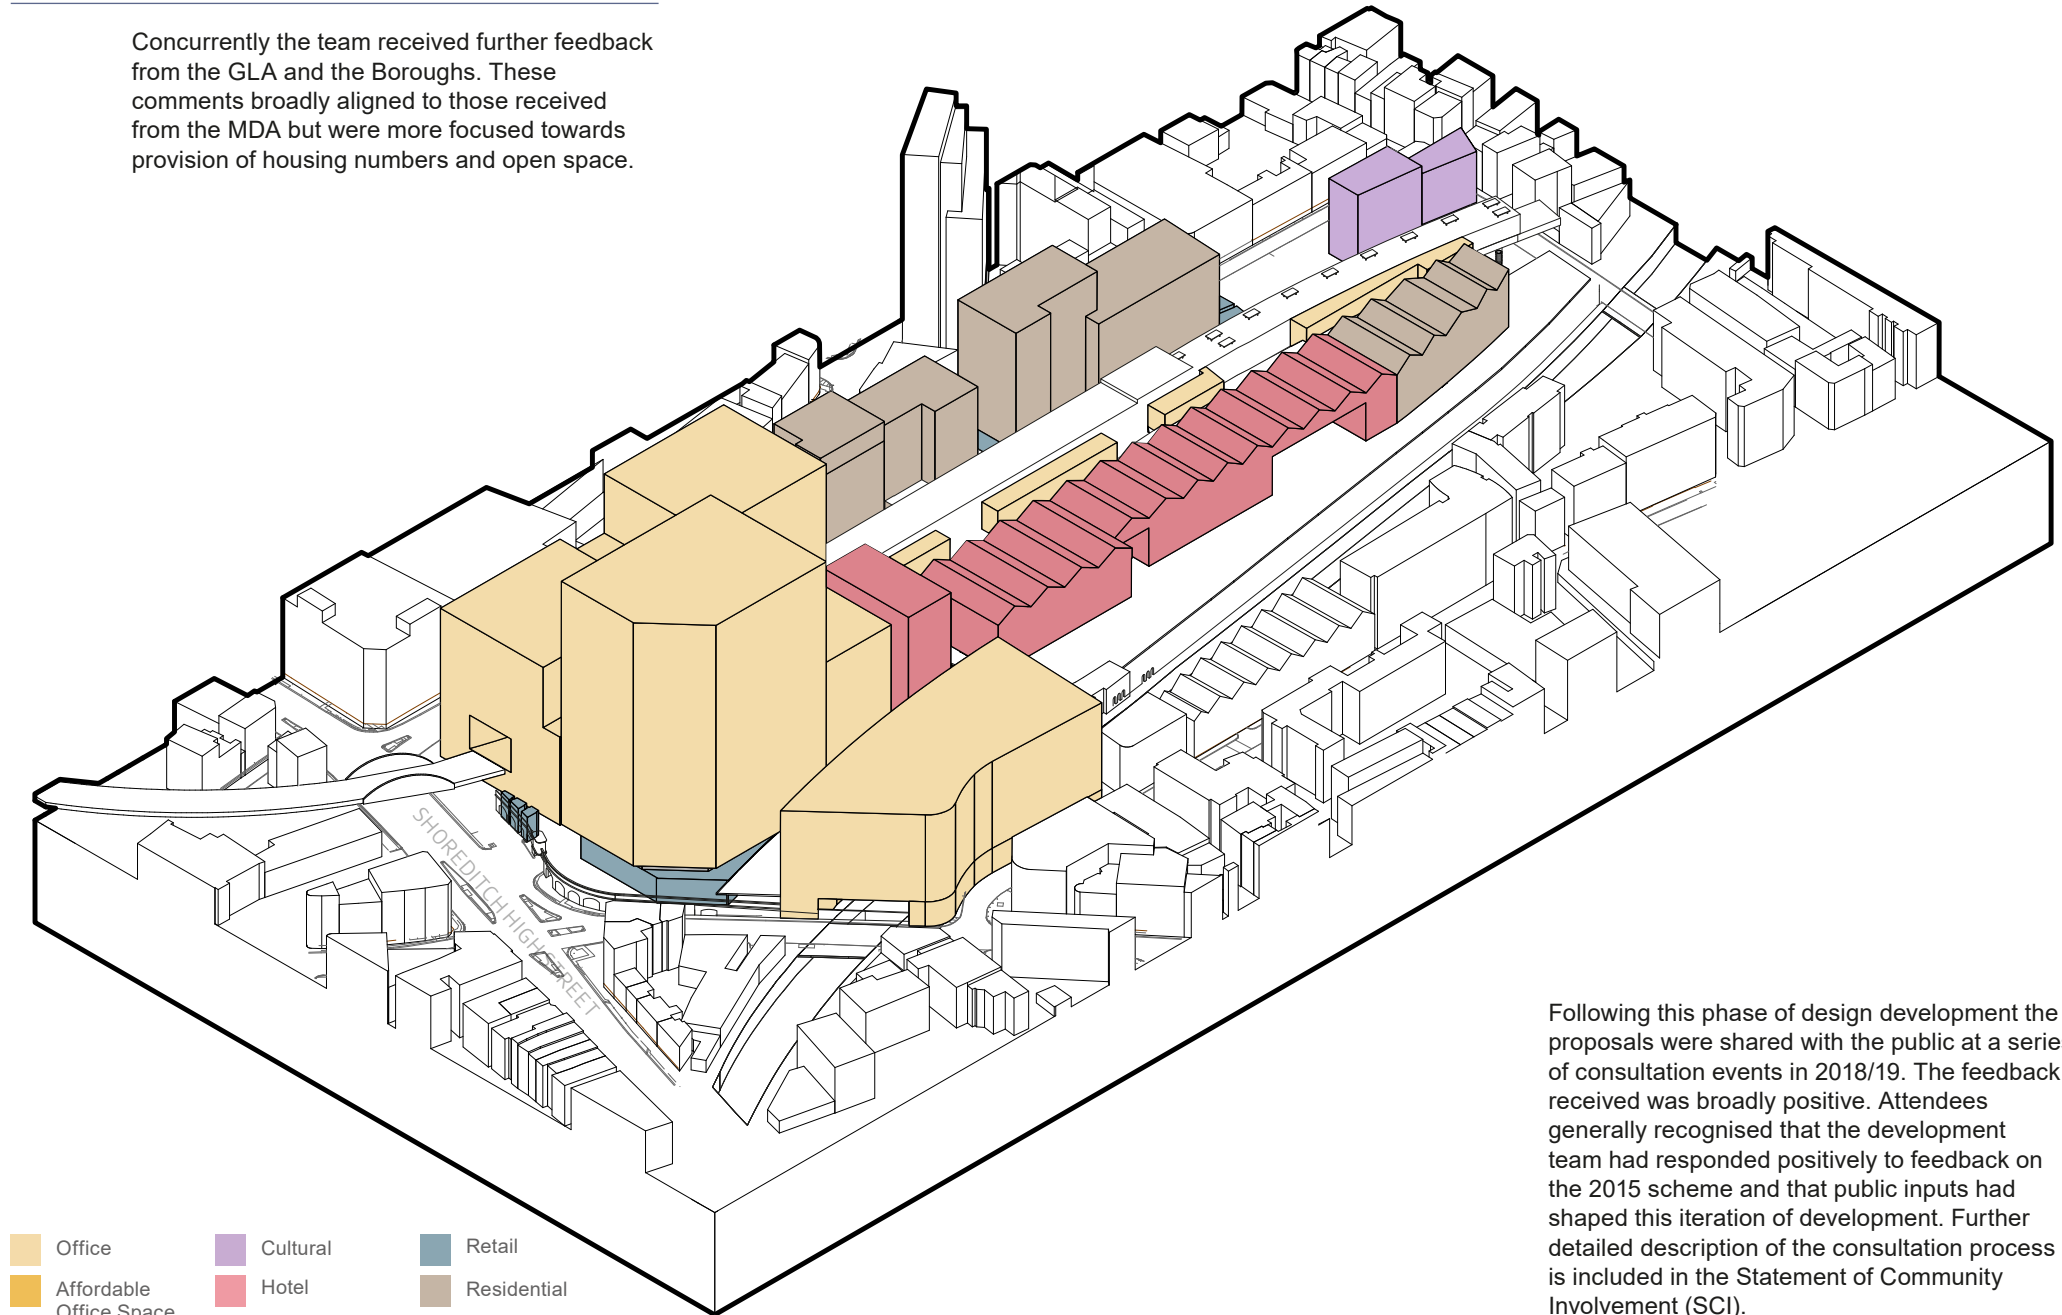 Concurrently the team received further feedback
from the GLA and the Boroughs. These
comments broadly aligned to those received
from the MDA but were more focused towards
provision of housing numbers and open space.
SHOREDITCH HIGH STREET
Following this phase of design development the
proposals were shared with the public at a serie
of consultation events in 2018/19. The feedback
received was broadly positive. Attendees
generally recognised that the development
team had responded positively to feedback on
the 2015 scheme and that public inputs had
shaped this iteration of development. Further
detailed description of the consultation process
is included in the Statement of Community
Involvement (SCI).
Office
Affordable
Office Space
Cultural
Hotel
Retail
Residential